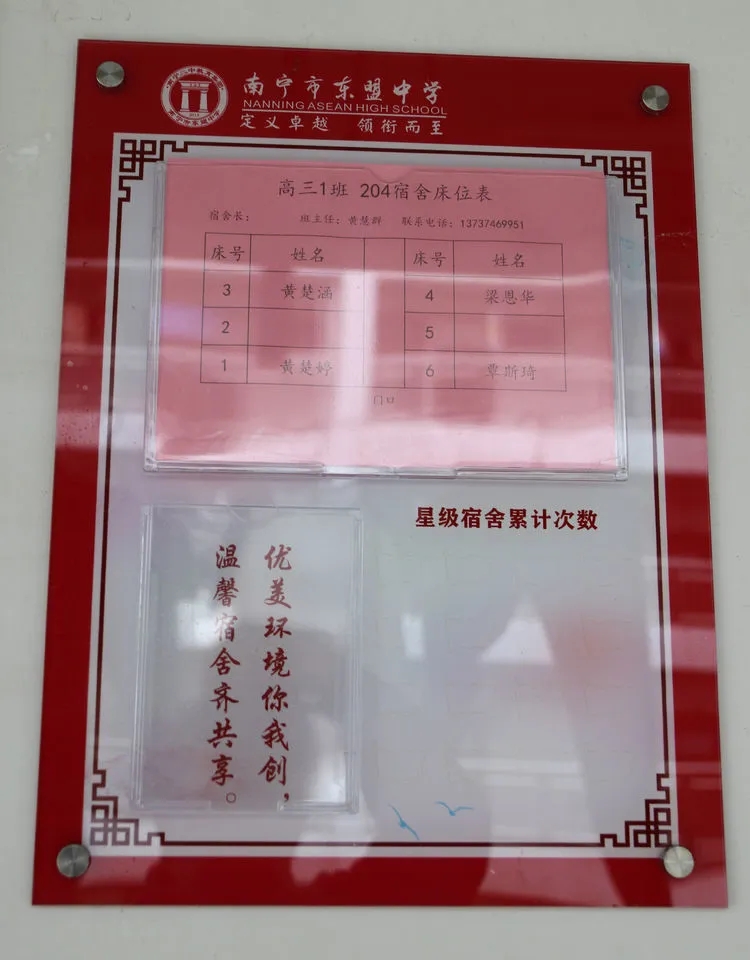 南宁市东盟中学
NANNING ASEAN HIGH SCHOOL
定义卓越 领衔而至
高三1班 204宿舍床位表
宿舍长： 班主任：黄慧群 联系电话：13737469951
床号 姓名 床号 姓名
3 黄楚涵 4 梁恩华
2 5
1 黄楚婷 6 覃斯琦
门口
星级宿舍累计次数
优美环境你我创，
温馨宿舍齐共享。